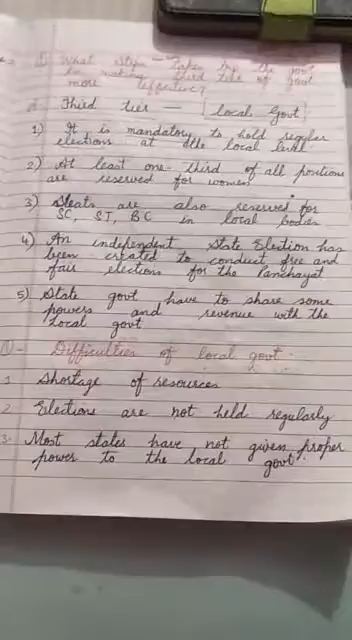 What steps Taken by the govt
for making third tier of govt
more effective?
Third tier - Local Govt
1) It is mandatory to hold regular
elections at the local level
2) At least one-third of all positions
are reserved for women
3) Seats are also reserved for
SC, ST, BC in local bodies
4) An independent State Election has
been created to conduct free and
fair elections for the Panchayat
5) State govt have to share some
powers and revenue with the
Local govt
N- Difficulties of local govt.
1 Shortage of resources
2. Elections are not held regularly
3. Most states have not given proper
power to the local govt.